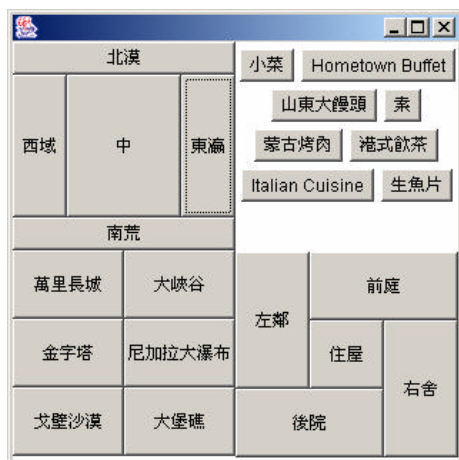 北漠
西域 中 東瀛
南荒
小菜 Hometown Buffet
山東大饅頭 素
蒙古烤肉 港式飲茶
Italian Cuisine 生魚片
萬里長城 大峽谷
金字塔 尼加拉大瀑布
戈壁沙漠 大堡礁
左鄰 前庭
住屋 右舍
後院